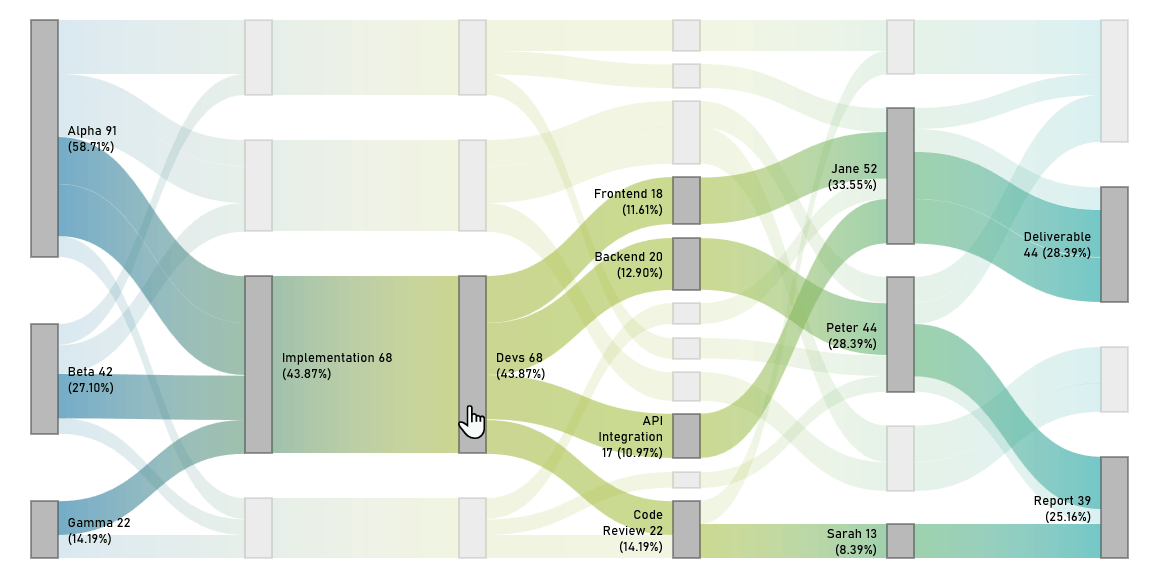 Alpha 91
(58.71%)
Beta 42
(27.10%)
Gamma 22
(14.19%)
Implementation 68
(43.87%)
Devs 68
(43.87%)
Frontend 18
(11.61%)
Backend 20
(12.90%)
API
Integration
17 (10.97%)
Code
Review 22
(14.19%)
Jane 52
(33.55%)
Peter 44
(28.39%)
Sarah 13
(8.39%)
Deliverable
44 (28.39%)
Report 39
(25.16%)